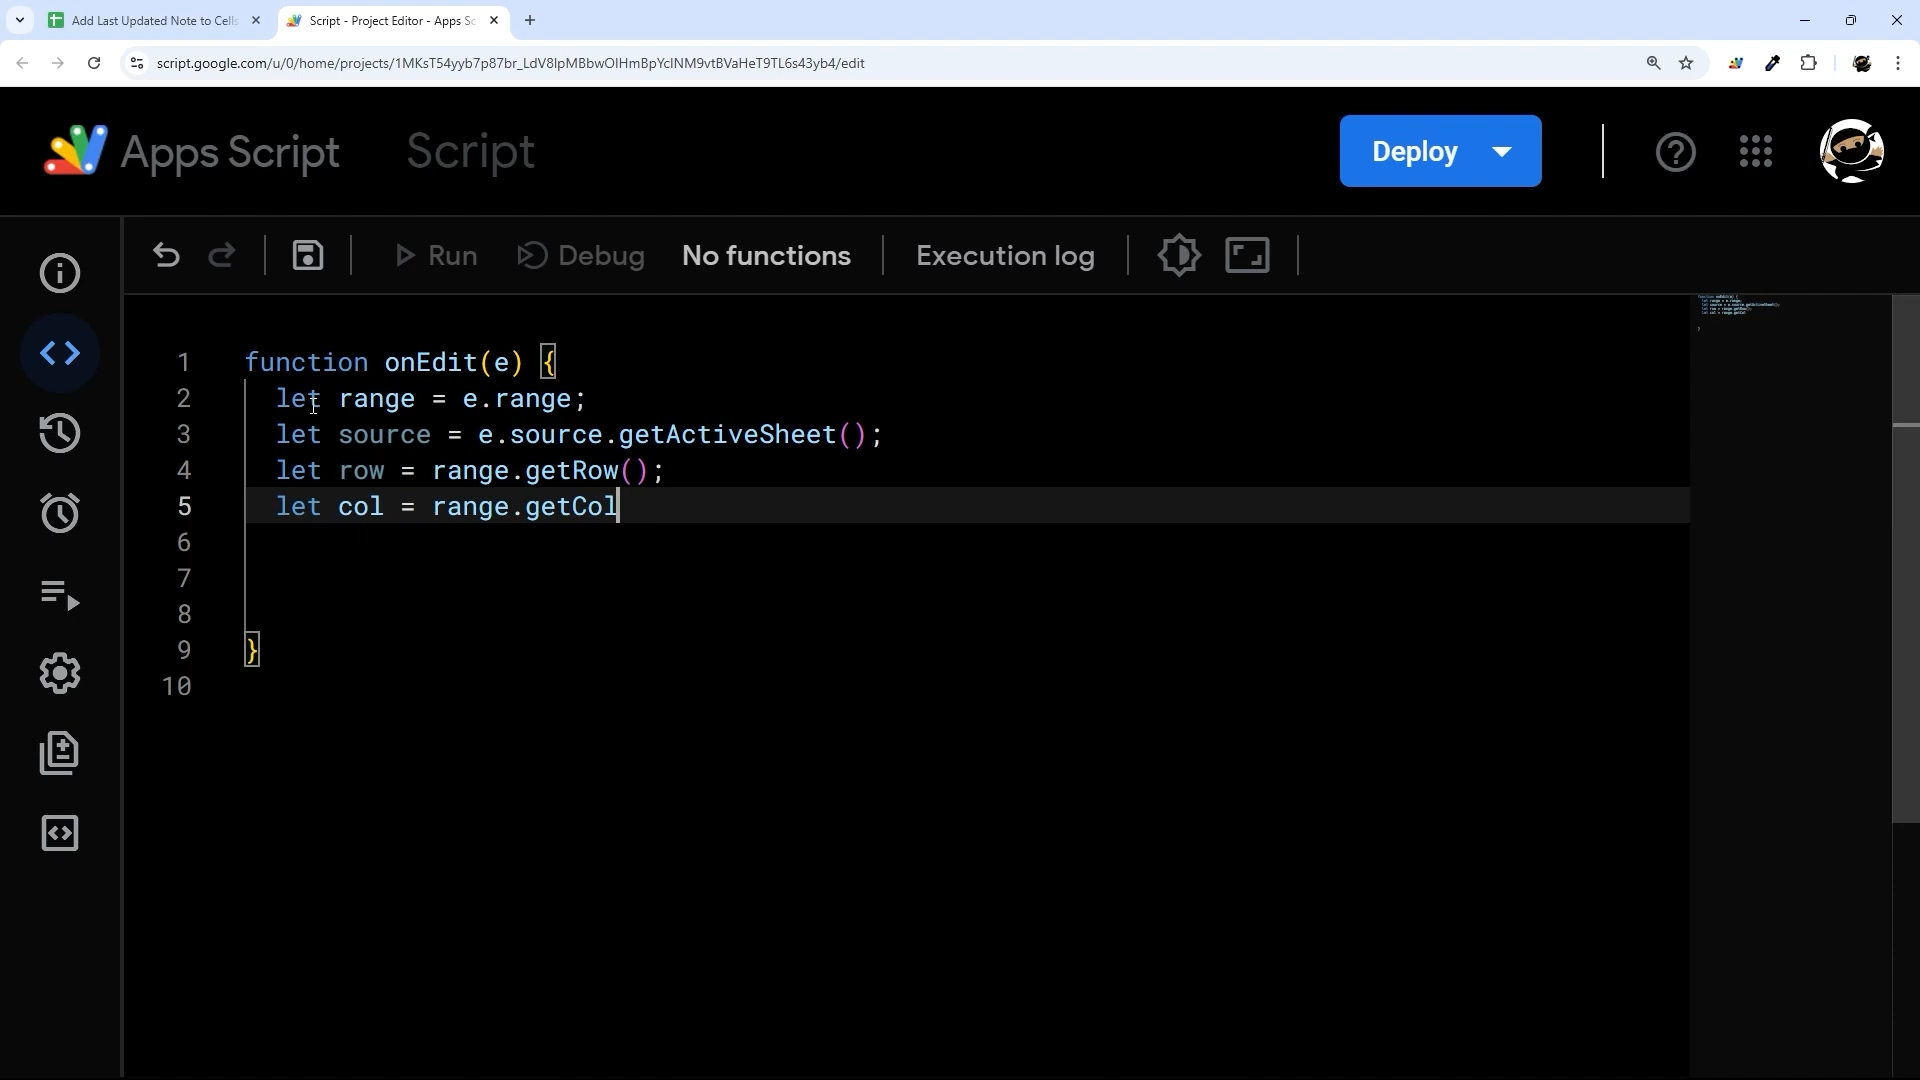 Add Last Updated Note to Cells
Script - Project Editor - Apps Sc
script.google.com/u/0/home/projects/1MKsT54yyb7p87br_LdV8lpMBbwOlHmBpYclNM9vtBVaHeT9TL6s43yb4/edit
Apps Script
Script
Deploy
Run
Debug
No functions
Execution log
1 function onEdit(e) {
2 let range = e.range;
3 let source = e.source.getActiveSheet();
4 let row = range.getRow();
5 let col = range.getCol
6
7
8
9 }
10